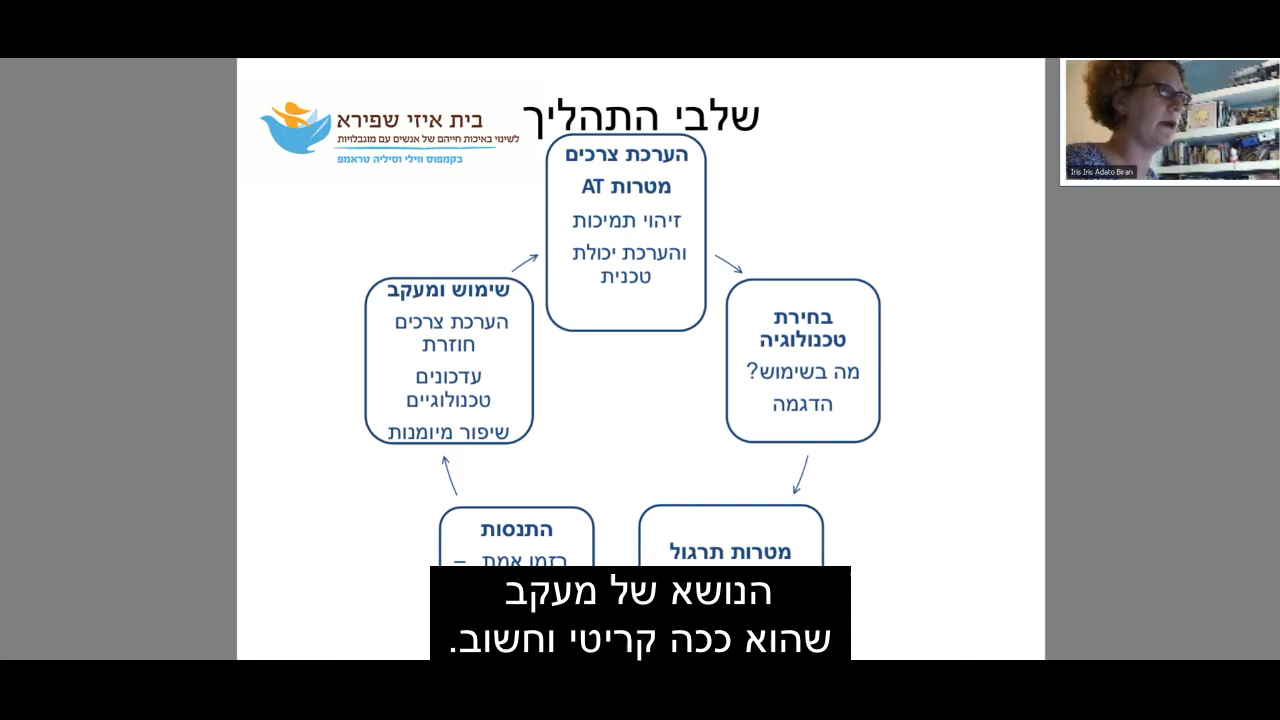 שלבי התהליך
בית איזי שפירא
לשינוי באיכות חייהם של אנשים עם מוגבלויות
בקמפוס ווילי וסיליה טראמפ
הערכת צרכים
מטרות AT
זיהוי תמיכות
והערכת יכולת
טכנית
בחירת
טכנולוגיה
מה בשימוש?
הדגמה
מטרות תרגול
התנסות
בזמן אמת –
שימוש ומעקב
הערכת צרכים
חוזרת
עדכונים
טכנולוגיים
שיפור מיומנות
הנושא של מעקב
שהוא ככה קריטי וחשוב.
Iris Iris Adato Biran